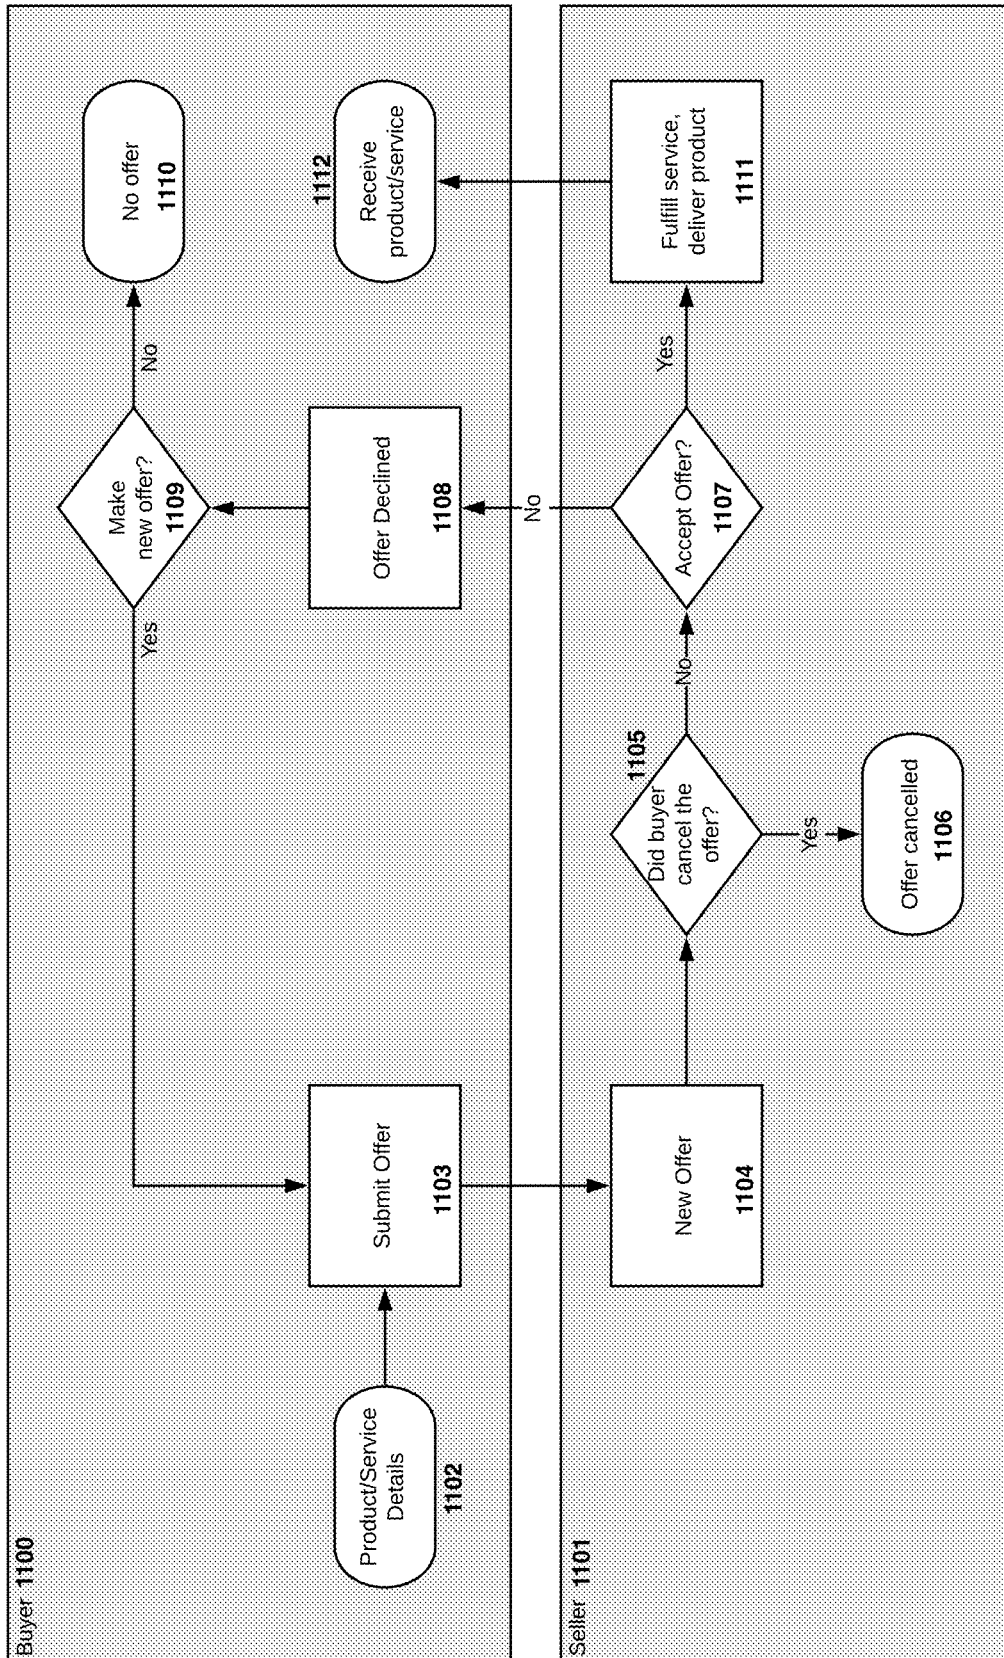 Buyer 1100
Product/Service
Details
1102
Submit Offer
1103
Yes
Make
new offer?
1109
No
No offer
1110
Offer Declined
1108
1112
Receive
product/service
No
Seller 1101
New Offer
1104
1105
Did buyer
cancel the
offer?
Yes
Offer cancelled
1106
No
Accept Offer?
1107
Yes
Fulfill service,
deliver product
1111